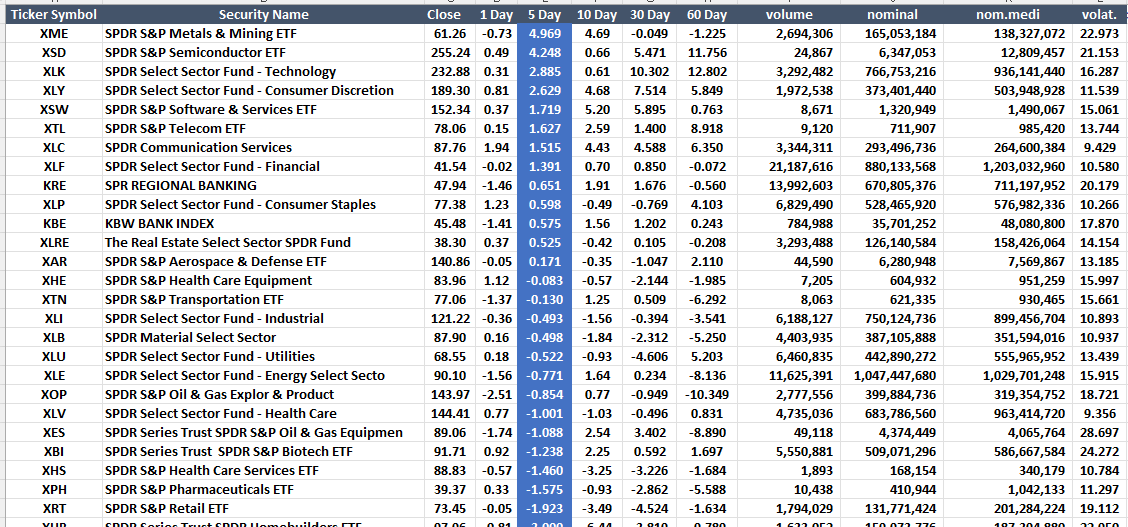 Ticker Symbol Security Name Close 1 Day 5 Day 10 Day 30 Day 60 Day volume nominal nom.medi volat.
XME SPDR S&P Metals & Mining ETF 61.26 -0.73 4.969 4.69 -0.049 -1.225 2,694,306 165,053,184 138,327,072 22.973
XSD SPDR S&P Semiconductor ETF 255.24 0.49 4.248 0.66 5.471 11.756 24,867 6,347,053 12,809,457 21.153
XLK SPDR Select Sector Fund - Technology 232.88 0.31 2.885 0.61 10.302 12.802 3,292,482 766,753,216 936,141,440 16.287
XLY SPDR Select Sector Fund - Consumer Discretion 189.30 0.81 2.629 4.68 7.514 5.849 1,972,538 373,401,440 503,948,928 11.539
XSW SPDR S&P Software & Services ETF 152.34 0.37 1.719 5.20 5.895 0.763 8,671 1,320,949 1,490,067 15.061
XTL SPDR S&P Telecom ETF 78.06 0.15 1.627 2.59 1.400 8.918 9,120 711,907 985,420 13.744
XLC SPDR Communication Services 87.76 1.94 1.515 4.43 4.588 6.350 3,344,311 293,496,736 264,600,384 9.429
XLF SPDR Select Sector Fund - Financial 41.54 -0.02 1.391 0.70 0.850 -0.072 21,187,616 880,133,568 1,203,032,960 10.580
KRE SPR REGIONAL BANKING 47.94 -1.46 0.651 1.91 1.676 -0.560 13,992,603 670,805,376 711,197,952 20.179
XLP SPDR Select Sector Fund - Consumer Staples 77.38 1.23 0.598 -0.49 -0.769 4.103 6,829,490 528,465,920 576,982,336 10.266
KBE KBW BANK INDEX 45.48 -1.41 0.575 1.56 1.202 0.243 784,988 35,701,252 48,080,800 17.870
XLRE The Real Estate Select Sector SPDR Fund 38.30 0.37 0.525 -0.42 0.105 -0.208 3,293,488 126,140,584 158,426,064 14.154
XAR SPDR S&P Aerospace & Defense ETF 140.86 -0.05 0.171 -0.35 -1.047 2.110 44,590 6,280,948 7,569,867 13.185
XHE SPDR S&P Health Care Equipment 83.96 1.12 -0.083 -0.57 -2.144 -1.985 7,205 604,932 951,259 15.997
XTN SPDR S&P Transportation ETF 77.06 -1.37 -0.130 1.25 0.509 -6.292 8,063 621,335 930,465 15.661
XLI SPDR Select Sector Fund - Industrial 121.22 -0.36 -0.493 -1.56 -0.394 -3.541 6,188,127 750,124,736 899,456,704 10.893
XLB SPDR Material Select Sector 87.90 0.16 -0.498 -1.84 -2.312 -5.250 4,403,935 387,105,888 351,594,016 10.937
XLU SPDR Select Sector Fund - Utilities 68.55 0.18 -0.522 -0.93 -4.606 5.203 6,460,835 442,890,272 555,965,952 13.439
XLE SPDR Select Sector Fund - Energy Select Secto 90.10 -1.56 -0.771 1.64 0.234 -8.136 11,625,391 1,047,447,680 1,029,701,248 15.915
XOP SPDR S&P Oil & Gas Explor & Product 143.97 -2.51 -0.854 0.77 -0.949 -10.349 2,777,556 399,884,736 319,354,752 18.721
XLV SPDR Select Sector Fund - Health Care 144.41 0.77 -1.001 -1.03 -0.496 0.831 4,735,036 683,786,560 963,414,720 9.356
XES SPDR Series Trust SPDR S&P Oil & Gas Equipmen 89.06 -1.74 -1.088 2.54 3.402 -8.890 49,118 4,374,449 4,065,764 28.697
XBI SPDR Series Trust SPDR S&P Biotech ETF 91.71 0.92 -1.238 2.25 0.592 1.697 5,550,881 509,071,296 586,667,584 24.272
XHS SPDR S&P Health Care Services ETF 88.83 -0.57 -1.460 -3.25 -3.226 -1.684 1,893 168,154 340,179 10.784
XPH SPDR S&P Pharmaceuticals ETF 39.37 0.33 -1.575 -0.93 -2.862 -5.588 10,438 410,944 1,042,133 11.297
XRT SPDR S&P Retail ETF 73.45 -0.05 -1.923 -3.49 -4.524 -1.634 1,794,029 131,771,424 201,284,224 19.112